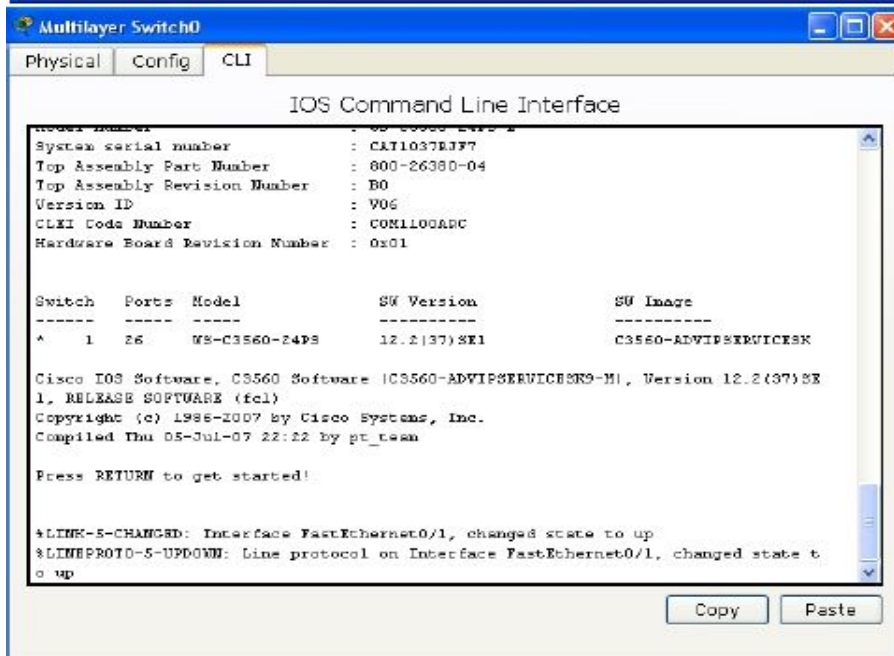 Multilayer Switch0
Physical Config CLI
IOS Command Line Interface
System serial number : CAT1037RJF7
Top Assembly Part Number : 800-26380-04
Top Assembly Revision Number : B0
Version ID : V06
CLEI Code Number : COM1100ARC
Hardware Board Revision Number : 0x01
Switch Ports Model SW Version SW Image
------ ----- ----- ---------- ----------
* 1 26 WS-C3560-24PS 12.2(37)SE1 C3560-ADVIPSERVICESK
Cisco IOS Software, C3560 Software (C3560-ADVIPSERVICESK9-M), Version 12.2(37)SE
1, RELEASE SOFTWARE (fc1)
Copyright (c) 1986-2007 by Cisco Systems, Inc.
Compiled Thu 05-Jul-07 22:22 by pt_team
Press RETURN to get started!
%LINK-5-CHANGED: Interface FastEthernet0/1, changed state to up
%LINEPROTO-5-UPDOWN: Line protocol on Interface FastEthernet0/1, changed state t
o up
Copy Paste